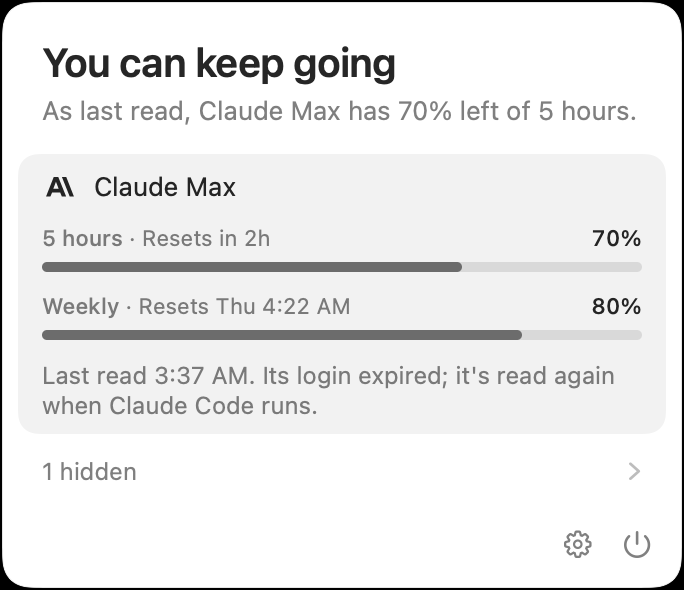 You can keep going
As last read, Claude Max has 70% left of 5 hours.
Claude Max
5 hours · Resets in 2h 70%
Weekly · Resets Thu 4:22 AM 80%
Last read 3:37 AM. Its login expired; it's read again
when Claude Code runs.
1 hidden